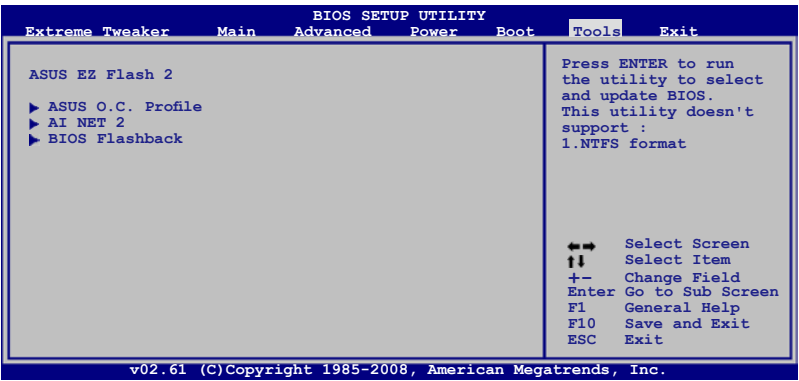 BIOS SETUP UTILITY
Extreme Tweaker Main Advanced Power Boot Tools Exit
ASUS EZ Flash 2
ASUS O.C. Profile
AI NET 2
BIOS Flashback
Press ENTER to run
the utility to select
and update BIOS.
This utility doesn't
support :
1.NTFS format
Select Screen
Select Item
+- Change Field
Enter Go to Sub Screen
F1 General Help
F10 Save and Exit
ESC Exit
v02.61 (C)Copyright 1985-2008, American Megatrends, Inc.